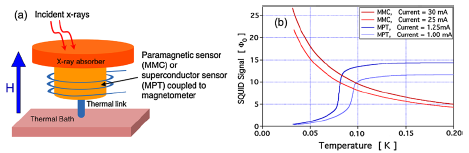 (a)
Incident x-rays
X-ray absorber
Paramagnetic sensor
(MMC) or
superconductor sensor
(MPT) coupled to
magnetometer
H
Thermal link
Thermal Bath
(b)
SQUID Signal [ Φ₀ ]
25
20
15
10
5
0
MMC, Current = 30 mA
MMC, Current = 25 mA
MPT, Current = 1.25mA
MPT, Current = 1.00 mA
0.00
0.05
0.10
0.15
0.20
Temperature [ K ]